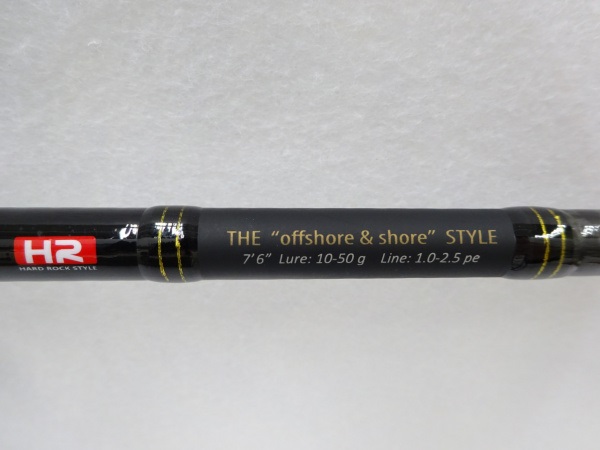 HR
HARD ROCK STYLE
THE “offshore & shore” STYLE
7'6” Lure: 10-50 g Line: 1.0-2.5 pe